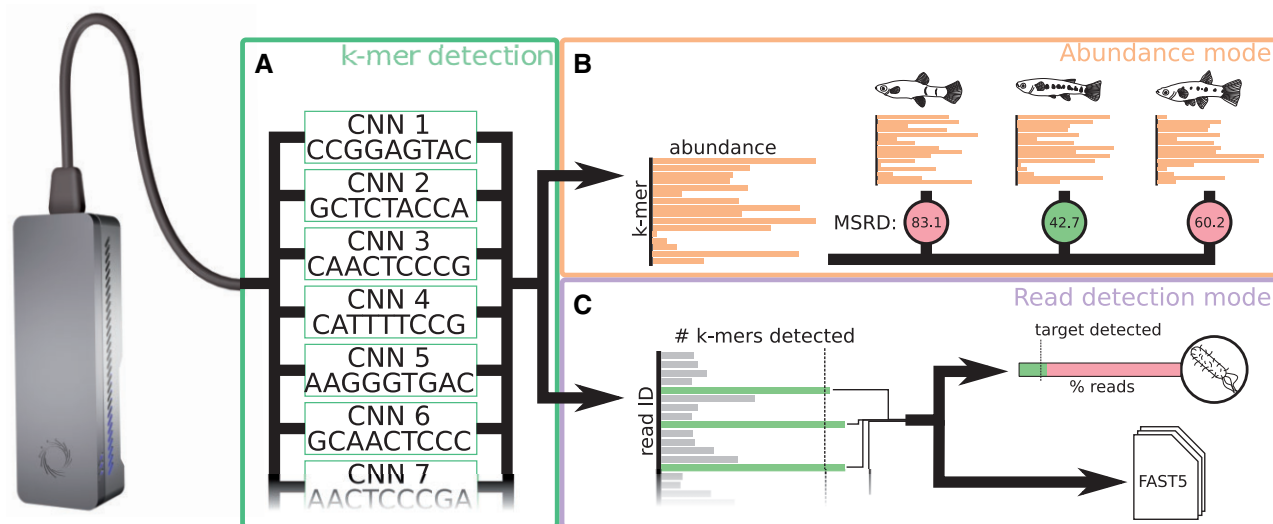 A
k-mer detection
CNN 1
CCGGAGTAC
CNN 2
GCTCTACCA
CNN 3
CAACTCCCG
CNN 4
CATTTTCCG
CNN 5
AAGGGTGAC
CNN 6
GCAACTCCC
CNN 7
AACTCCCGA
B
Abundance mode
abundance
k-mer
MSRD:
83.1
42.7
60.2
C
Read detection mode
# k-mers detected
read ID
target detected
% reads
FAST5